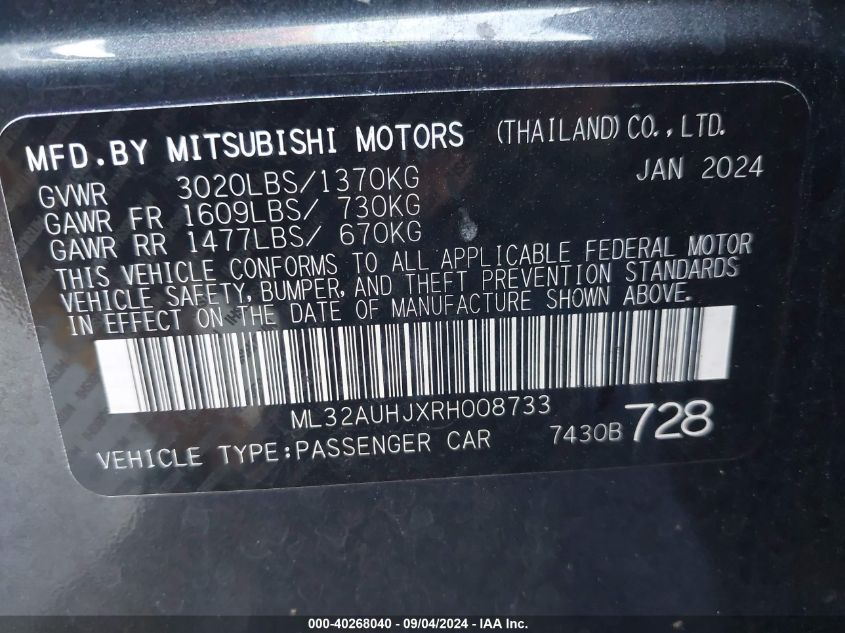 MFD.BY MITSUBISHI MOTORS (THAILAND) CO., LTD.
GVWR 3020LBS/1370KG JAN 2024
GAWR FR 1609LBS/ 730KG
GAWR RR 1477LBS/ 670KG
THIS VEHICLE CONFORMS TO ALL APPLICABLE FEDERAL MOTOR
VEHICLE SAFETY, BUMPER, AND THEFT PREVENTION STANDARDS
IN EFFECT ON THE DATE OF MANUFACTURE SHOWN ABOVE.
ML32AUHJXRH008733
VEHICLE TYPE:PASSENGER CAR 7430B 728
000-40268040 - 09/04/2024 - IAA Inc.